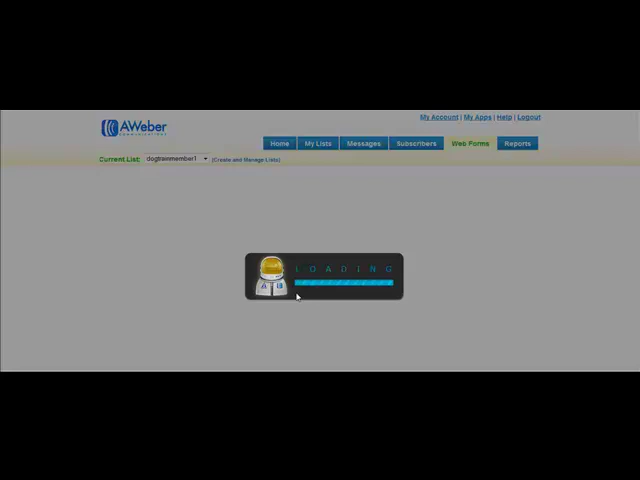 My Account | My Apps | Help | Logout
AWeber
COMMUNICATIONS
Home My Lists Messages Subscribers Web Forms Reports
Current List: dogtrainmember1 (Create and Manage Lists)
LOADING